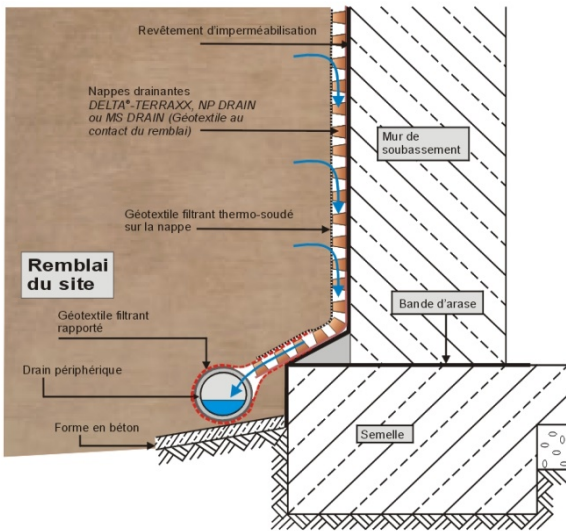 Revêtement d'imperméabilisation
Nappes drainantes
DELTA®-TERRAXX, NP DRAIN
ou MS DRAIN (Géotextile au
contact du remblai)
Mur de
soubassement
Géotextile filtrant thermo-soudé
sur la nappe
Remblai
du site
Bande d'arase
Géotextile filtrant
rapporté
Drain périphérique
Forme en béton
Semelle